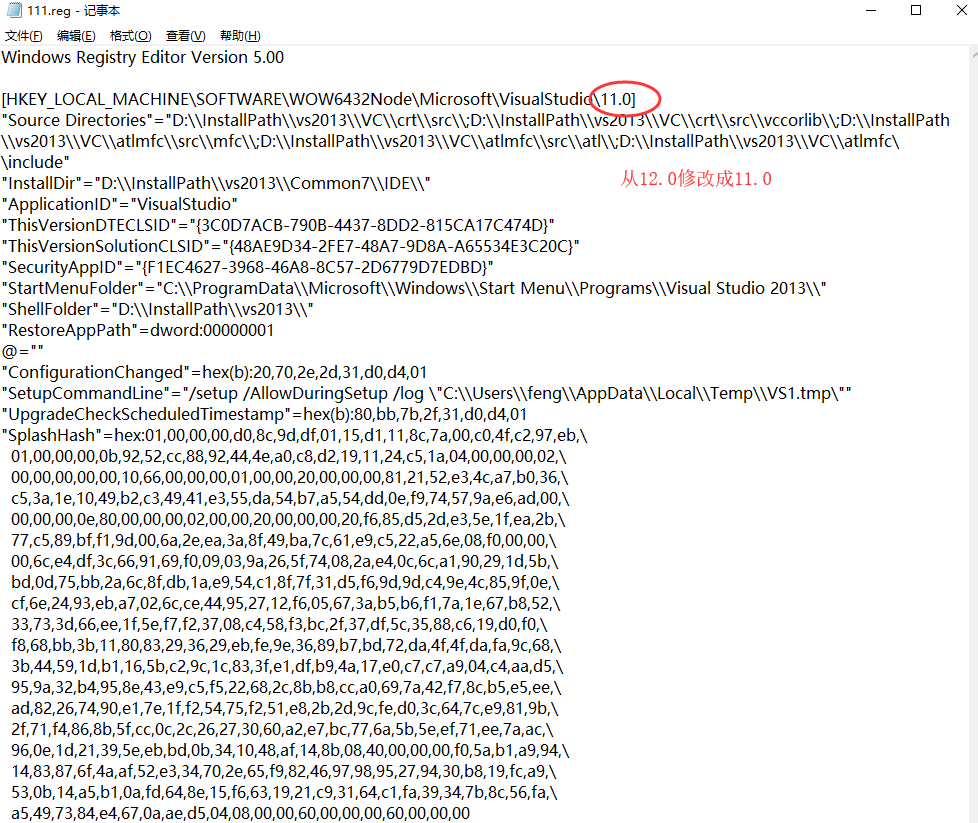 111.reg - 记事本
文件(F) 编辑(E) 格式(O) 查看(V) 帮助(H)
Windows Registry Editor Version 5.00
[HKEY_LOCAL_MACHINE\SOFTWARE\WOW6432Node\Microsoft\VisualStudio\11.0]
"Source Directories"="D:\\InstallPath\\vs2013\\VC\\crt\\src\\;D:\\InstallPath\\vs2013\\VC\\crt\\src\\vccorlib\\;D:\\InstallPath
\\vs2013\\VC\\atlmfc\\src\\mfc\\;D:\\InstallPath\\vs2013\\VC\\atlmfc\\src\\atl\\;D:\\InstallPath\\vs2013\\VC\\atlmfc\
\include"
"InstallDir"="D:\\InstallPath\\vs2013\\Common7\\IDE\\"
从12.0修改成11.0
"ApplicationID"="VisualStudio"
"ThisVersionDTECLSID"="{3C0D7ACB-790B-4437-8DD2-815CA17C474D}"
"ThisVersionSolutionCLSID"="{48AE9D34-2FE7-48A7-9D8A-A65534E3C20C}"
"SecurityAppID"="{F1EC4627-3968-46A8-8C57-2D6779D7EDBD}"
"StartMenuFolder"="C:\\ProgramData\\Microsoft\\Windows\\Start Menu\\Programs\\Visual Studio 2013\\"
"ShellFolder"="D:\\InstallPath\\vs2013\\"
"RestoreAppPath"=dword:00000001
@=""
"ConfigurationChanged"=hex(b):20,70,2e,2d,31,d0,d4,01
"SetupCommandLine"="/setup /AllowDuringSetup /log \"C:\\Users\\feng\\AppData\\Local\\Temp\\VS1.tmp\""
"UpgradeCheckScheduledTimestamp"=hex(b):80,bb,7b,2f,31,d0,d4,01
"SplashHash"=hex:01,00,00,00,d0,8c,9d,df,01,15,d1,11,8c,7a,00,c0,4f,c2,97,eb,\
01,00,00,00,0b,92,52,cc,88,92,44,4e,a0,c8,d2,19,11,24,c5,1a,04,00,00,00,02,\
00,00,00,00,00,10,66,00,00,00,01,00,00,20,00,00,00,81,21,52,e3,4c,a7,b0,36,\
c5,3a,1e,10,49,b2,c3,49,41,e3,55,da,54,b7,a5,54,dd,0e,f9,74,57,9a,e6,ad,00,\
00,00,00,0e,80,00,00,00,02,00,00,20,00,00,00,20,f6,85,d5,2d,e3,5e,1f,ea,2b,\
77,c5,89,bf,f1,9d,00,6a,2e,ea,3a,8f,49,ba,7c,61,e9,c5,22,a5,6e,08,f0,00,00,\
00,6c,e4,df,3c,66,91,69,f0,09,03,9a,26,5f,74,08,2a,e4,0c,6c,a1,90,29,1d,5b,\
bd,0d,75,bb,2a,6c,8f,db,1a,e9,54,c1,8f,7f,31,d5,f6,9d,9d,c4,9e,4c,85,9f,0e,\
cf,6e,24,93,eb,a7,02,6c,ce,44,95,27,12,f6,05,67,3a,b5,b6,f1,7a,1e,67,b8,52,\
33,73,3d,66,ee,1f,5e,f7,f2,37,08,c4,58,f3,bc,2f,37,df,5c,35,88,c6,19,d0,f0,\
f8,68,bb,3b,11,80,83,29,36,29,eb,fe,9e,36,89,b7,bd,72,da,4f,4f,da,fa,9c,68,\
3b,44,59,1d,b1,16,5b,c2,9c,1c,83,3f,e1,df,b9,4a,17,e0,c7,c7,a9,04,c4,aa,d5,\
95,9a,32,b4,95,8e,43,e9,c5,f5,22,68,2c,8b,b8,cc,a0,69,7a,42,f7,8c,b5,e5,ee,\
ad,82,26,74,90,e1,7e,1f,f2,54,75,f2,51,e8,2b,2d,9c,fe,d0,3c,64,7c,e9,81,9b,\
2f,71,f4,86,8b,5f,cc,0c,2c,26,27,30,60,a2,e7,bc,77,6a,5b,5e,ef,71,ee,7a,ac,\
96,0e,1d,21,39,5e,eb,bd,0b,34,10,48,af,14,8b,08,40,00,00,00,f0,5a,b1,a9,94,\
14,83,87,6f,4a,af,52,e3,34,70,2e,65,f9,82,46,97,98,95,27,94,30,b8,19,fc,a9,\
53,0b,14,a5,b1,0a,fd,64,8e,15,f6,63,19,21,c9,31,64,c1,fa,39,34,7b,8c,56,fa,\
a5,49,73,84,e4,67,0a,ae,d5,04,08,00,00,60,00,00,00,60,00,00,00